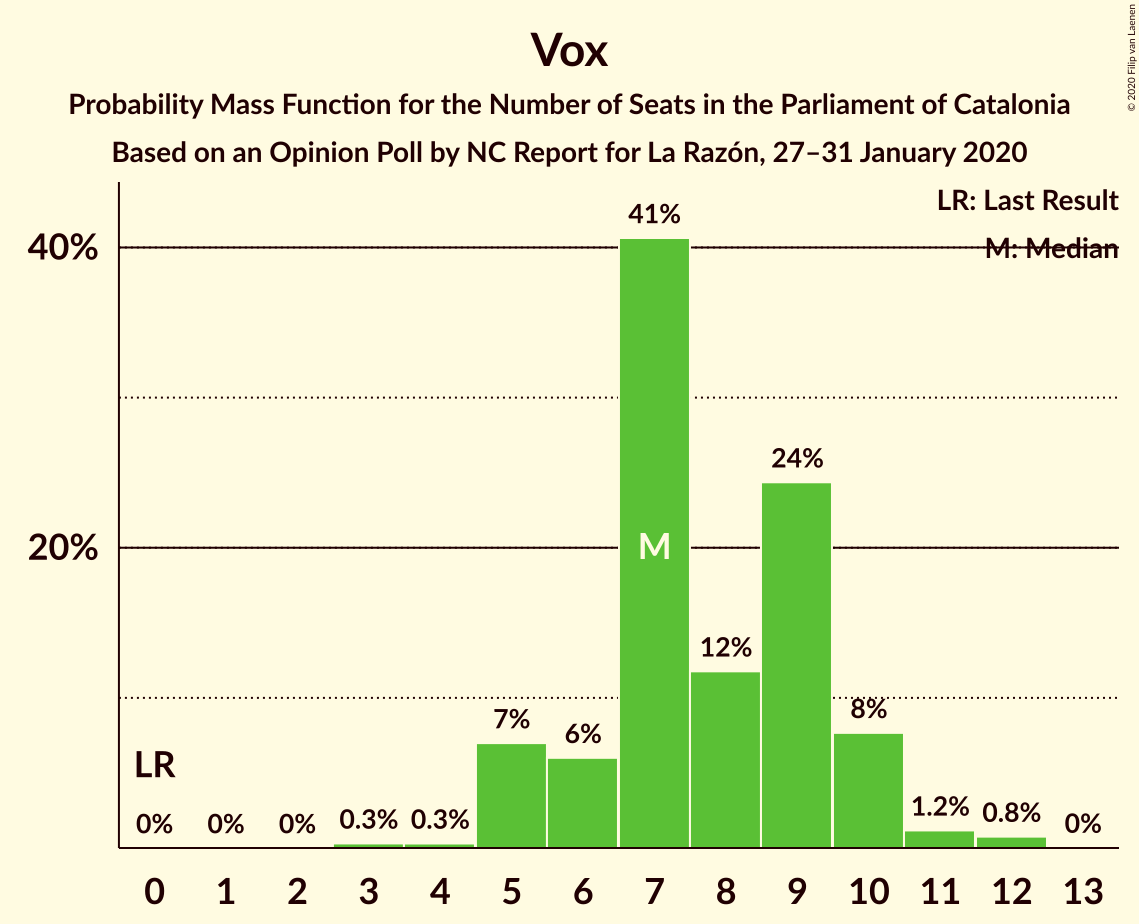 Vox
Probability Mass Function for the Number of Seats in the Parliament of Catalonia
Based on an Opinion Poll by NC Report for La Razón, 27–31 January 2020
© 2020 Filip van Laenen
LR: Last Result
M: Median
40%
20%
41%
24%
12%
8%
7%
6%
1.2%
0.8%
0.3%
0.3%
0%
0%
0%
0%
LR
M
0 1 2 3 4 5 6 7 8 9 10 11 12 13